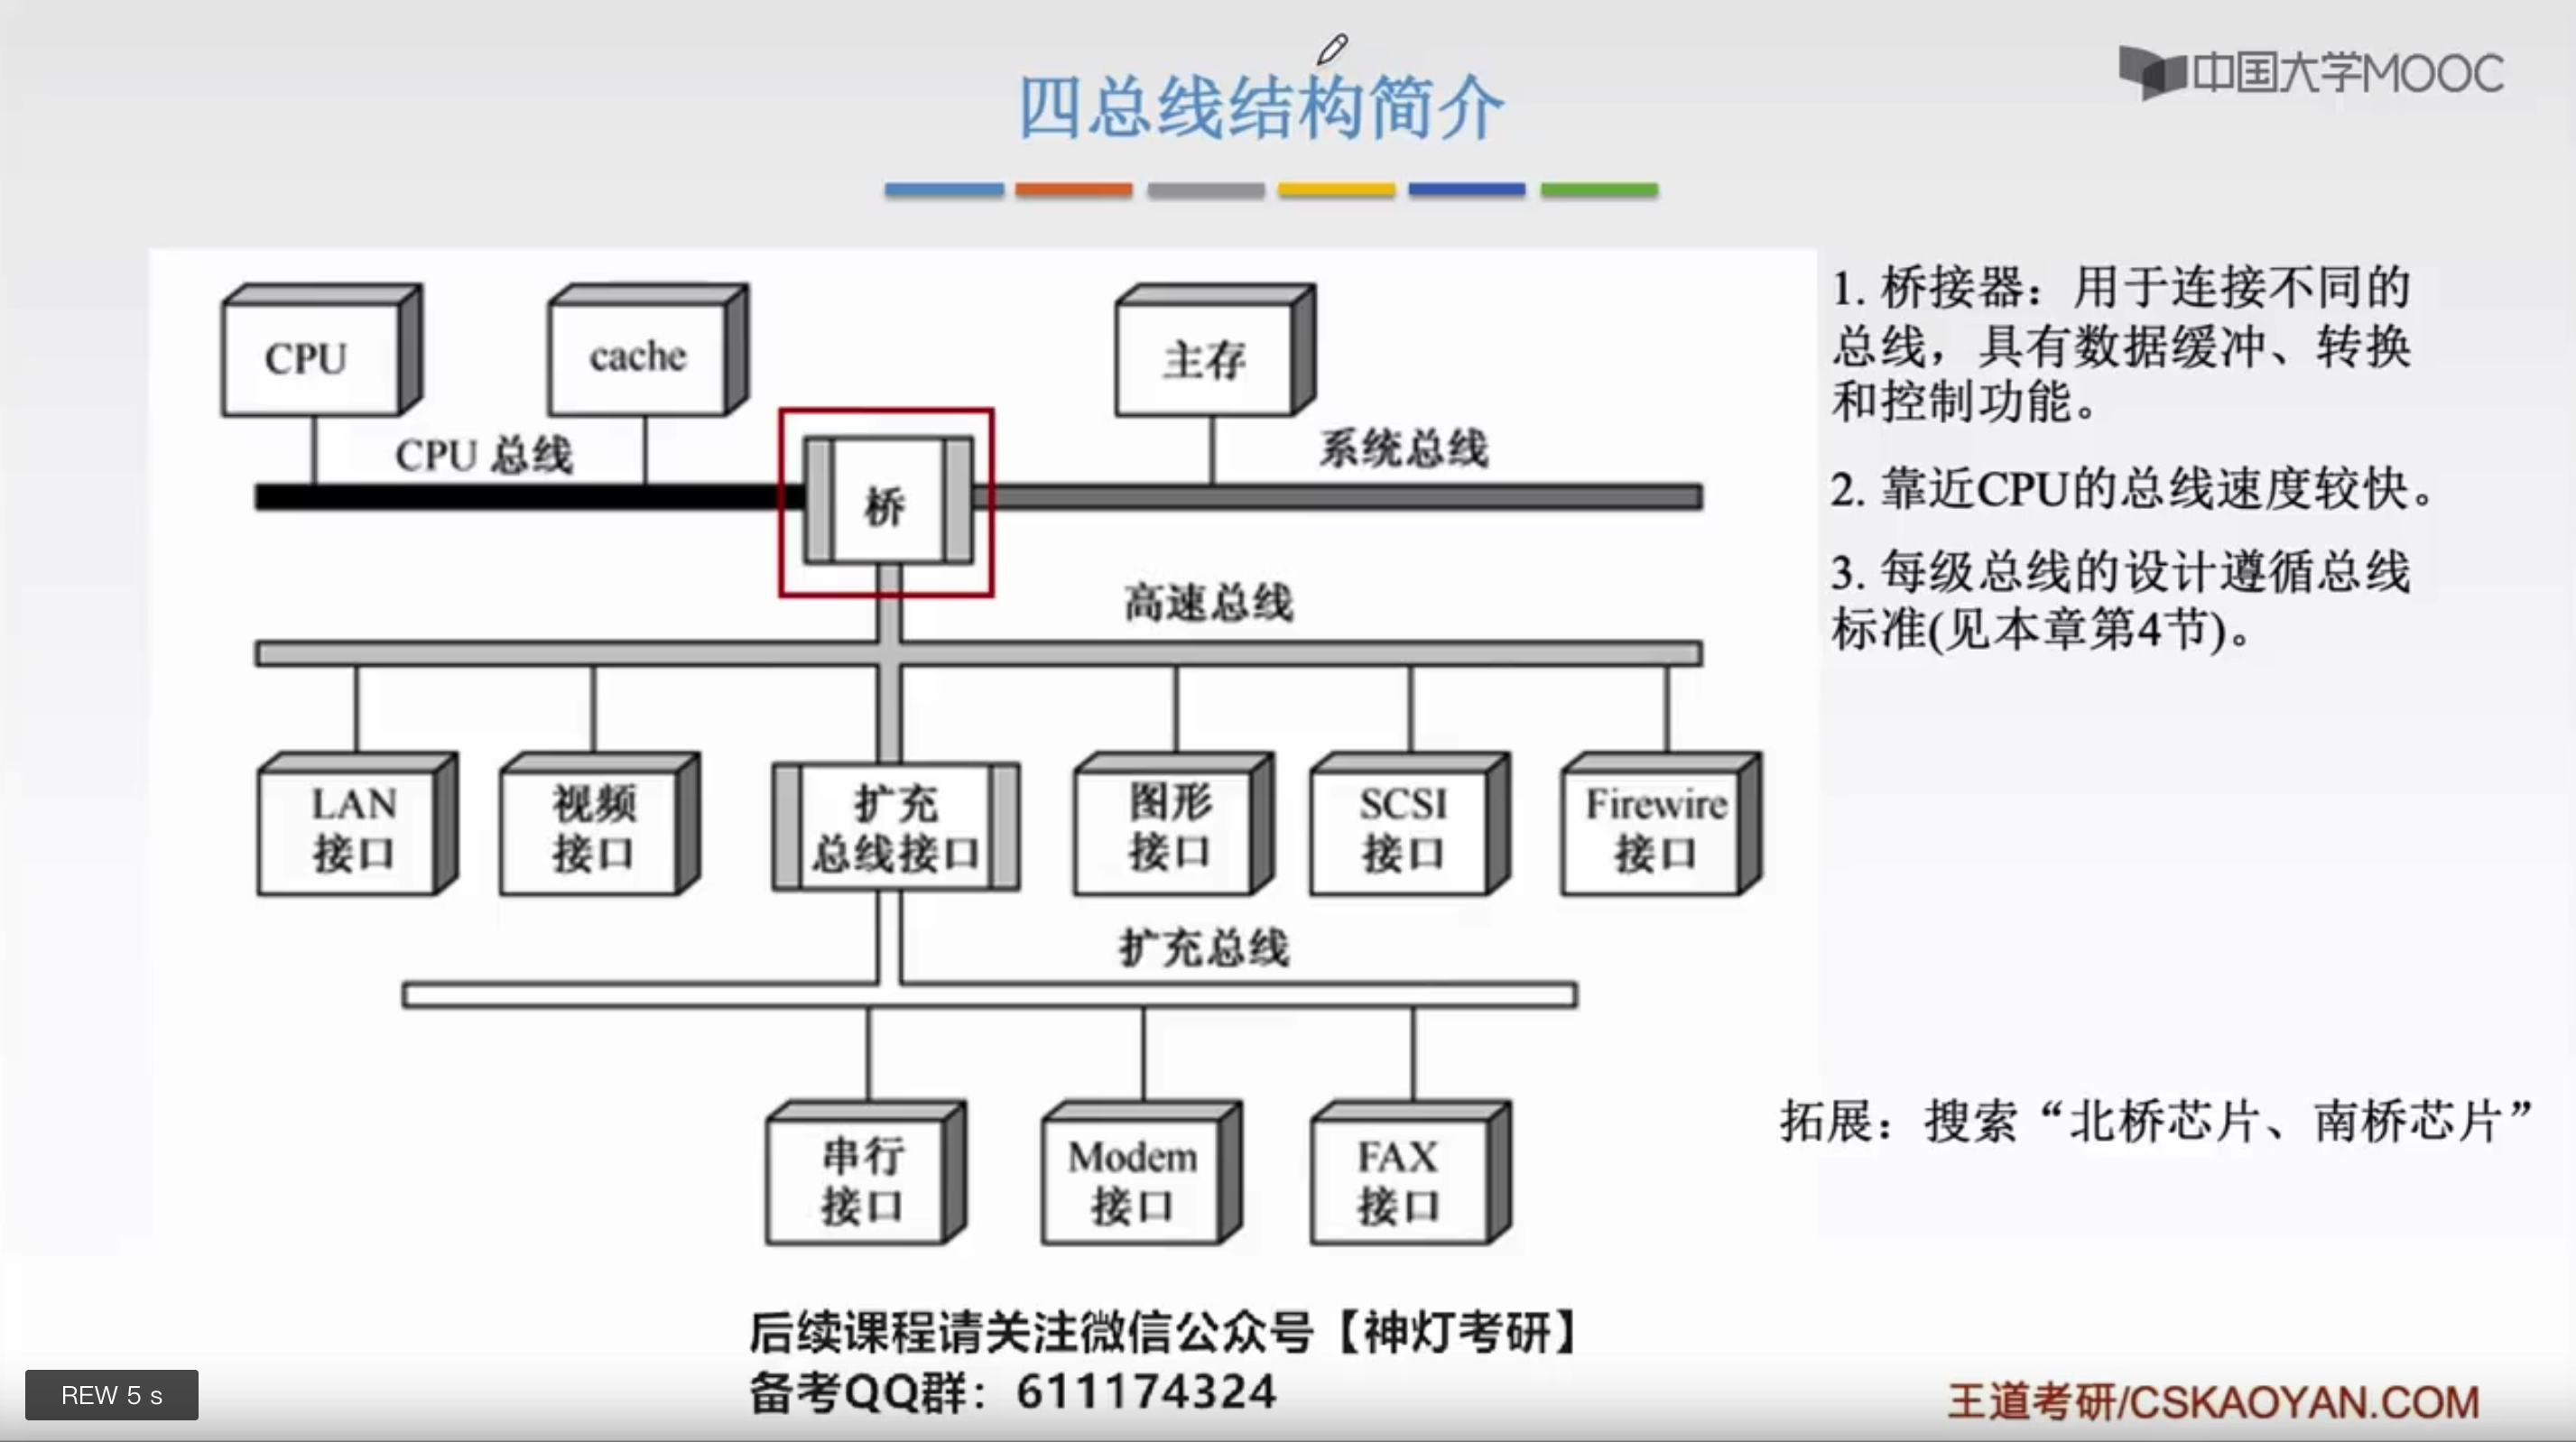 中国大学MOOC
四总线结构简介
CPU
cache
主存
CPU 总线
桥
系统总线
高速总线
LAN
接口
视频
接口
扩充
总线接口
图形
接口
SCSI
接口
Firewire
接口
扩充总线
串行
接口
Modem
接口
FAX
接口
1. 桥接器：用于连接不同的
总线，具有数据缓冲、转换
和控制功能。
2. 靠近CPU的总线速度较快。
3. 每级总线的设计遵循总线
标准(见本章第4节)。
拓展：搜索“北桥芯片、南桥芯片”
后续课程请关注微信公众号【神灯考研】
备考QQ群：611174324
REW 5 s
王道考研/CSKAOYAN.COM